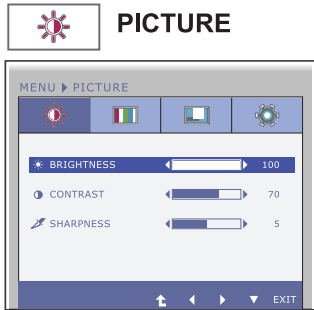 PICTURE
MENU PICTURE
BRIGHTNESS 100
CONTRAST 70
SHARPNESS 5
EXIT